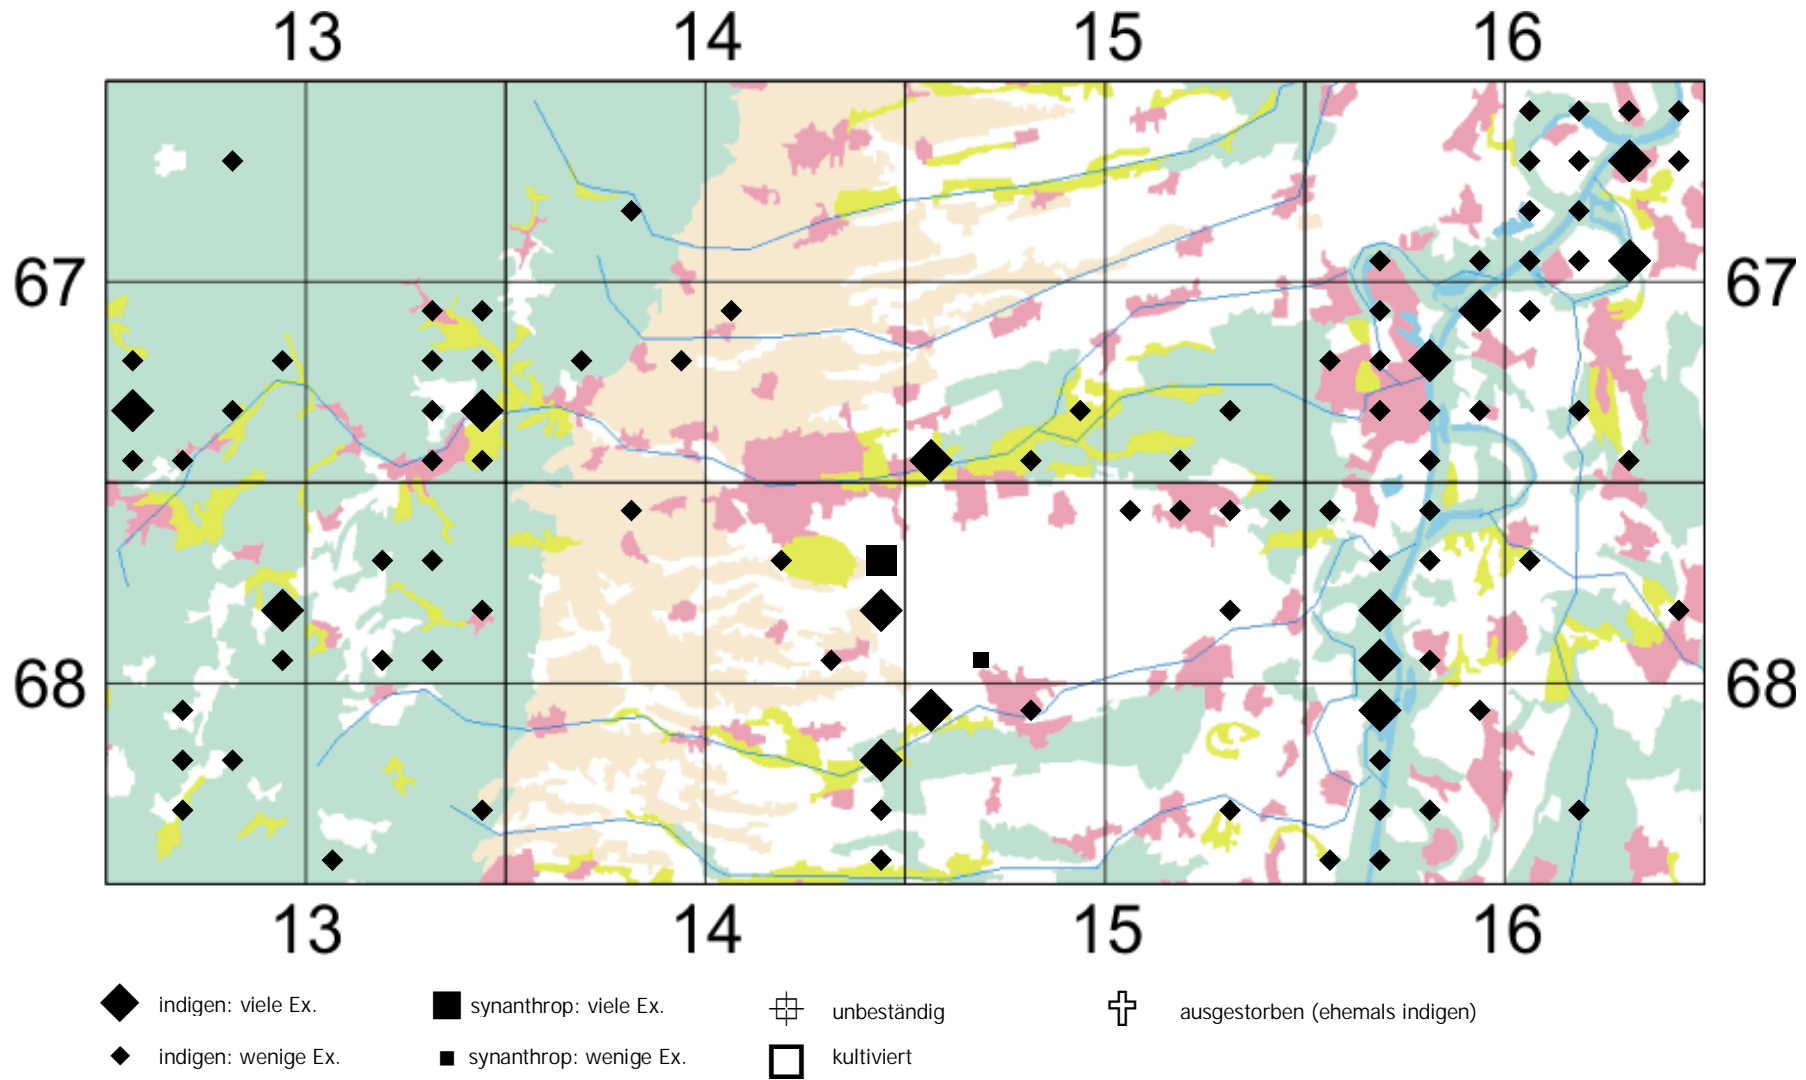 13 14 15 16
67 67
68 68
13 14 15 16
indigen: viele Ex. synanthrop: viele Ex. unbeständig ausgestorben (ehemals indigen)
indigen: wenige Ex. synanthrop: wenige Ex. kultiviert